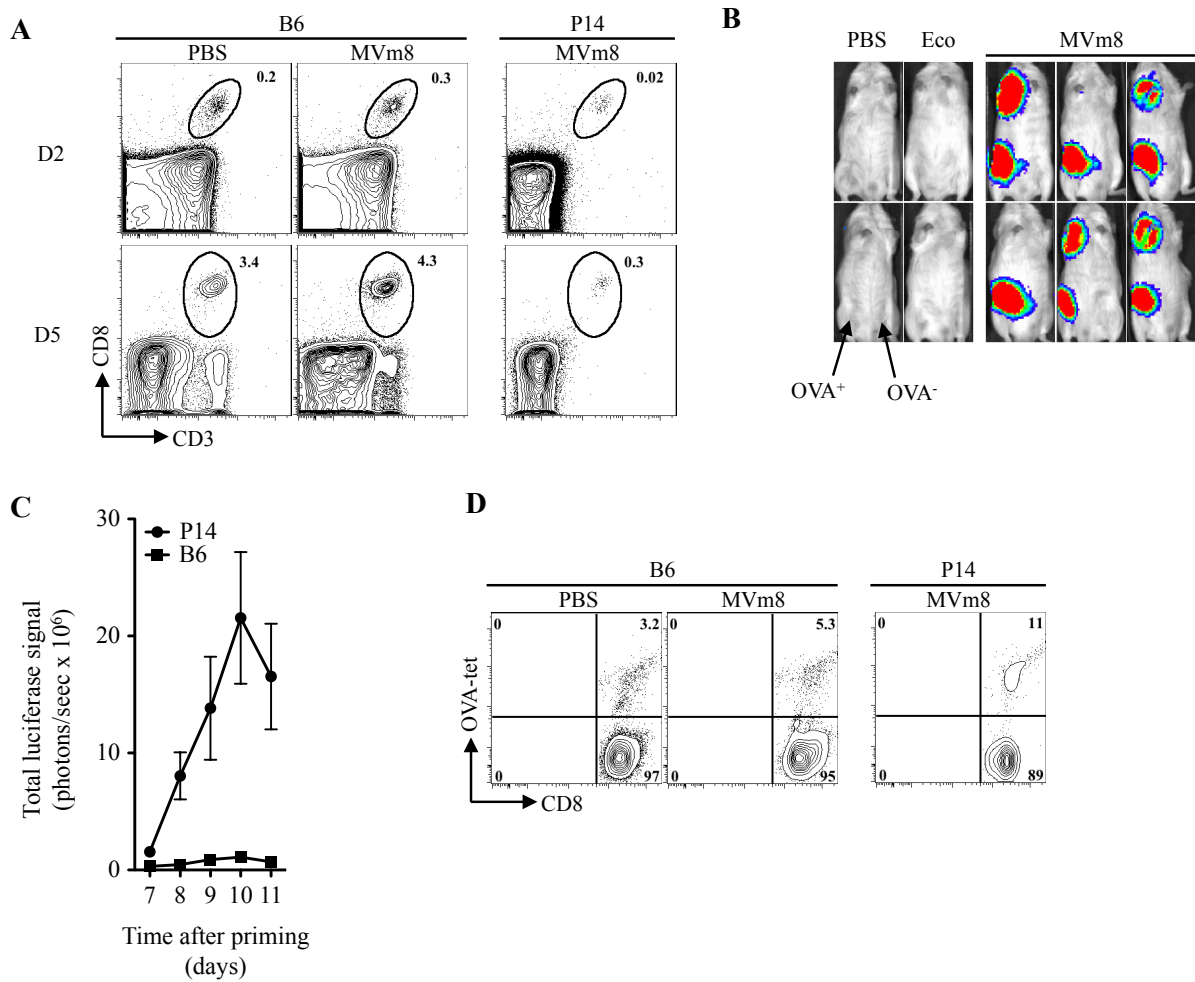 A
B6
P14
PBS
MVm8
MVm8
D2
0.2
0.3
0.02
D5
3.4
4.3
0.3
CD8
CD3
B
PBS
Eco
MVm8
OVA+
OVA-
C
P14
B6
Total luciferase signal
(photons/seec x 10⁶)
30
20
10
0
7 8 9 10 11
Time after priming
(days)
D
B6
P14
PBS
MVm8
MVm8
0 3.2 0 5.3 0 11
0 97 0 95 0 89
OVA-tet
CD8